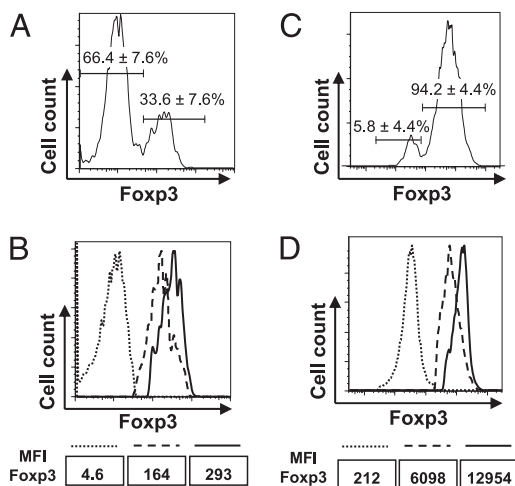 A
66.4 ± 7.6%
33.6 ± 7.6%
Cell count
Foxp3
C
94.2 ± 4.4%
5.8 ± 4.4%
Cell count
Foxp3
B
Cell count
Foxp3
D
Cell count
Foxp3
MFI
Foxp3 4.6 164 293
MFI
Foxp3 212 6098 12954